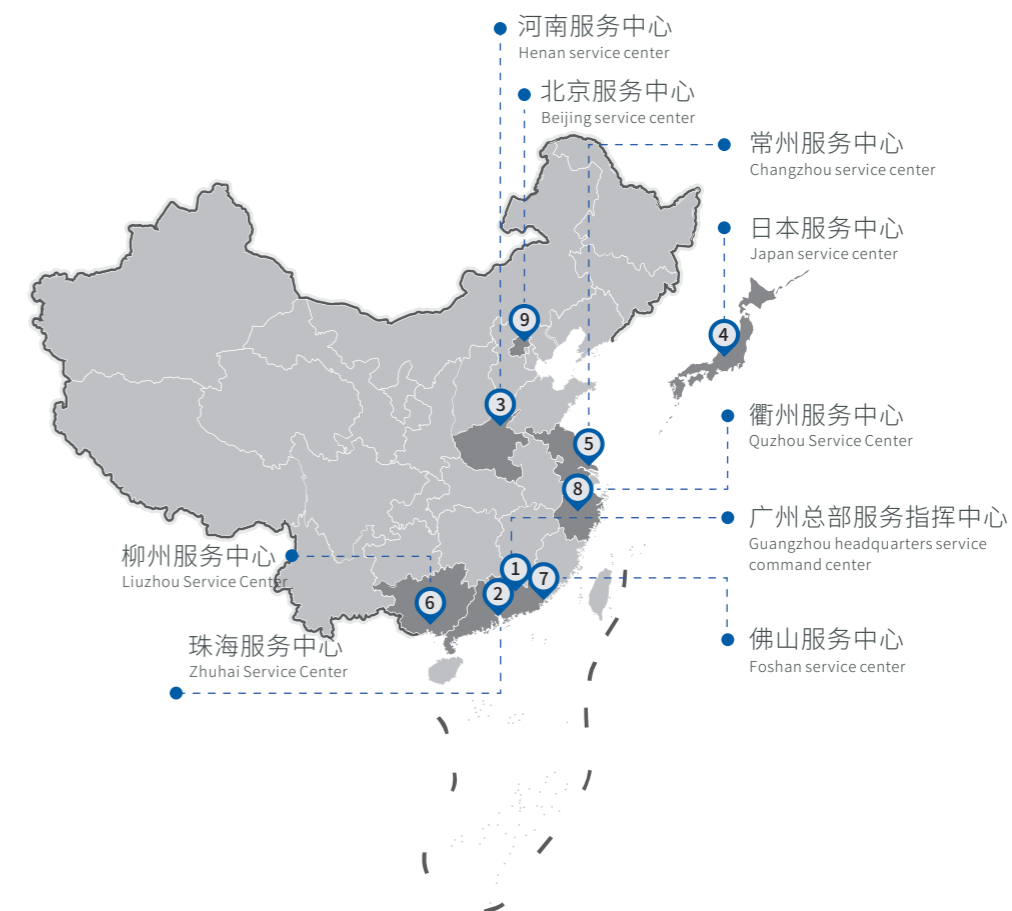 河南服务中心
Henan service center
北京服务中心
Beijing service center
常州服务中心
Changzhou service center
日本服务中心
Japan service center
9
4
3
衢州服务中心
Quzhou Service Center
5
8
广州总部服务指挥中心
Guangzhou headquarters service
command center
柳州服务中心
Liuzhou Service Center
1
7
2
6
珠海服务中心
Zhuhai Service Center
佛山服务中心
Foshan service center